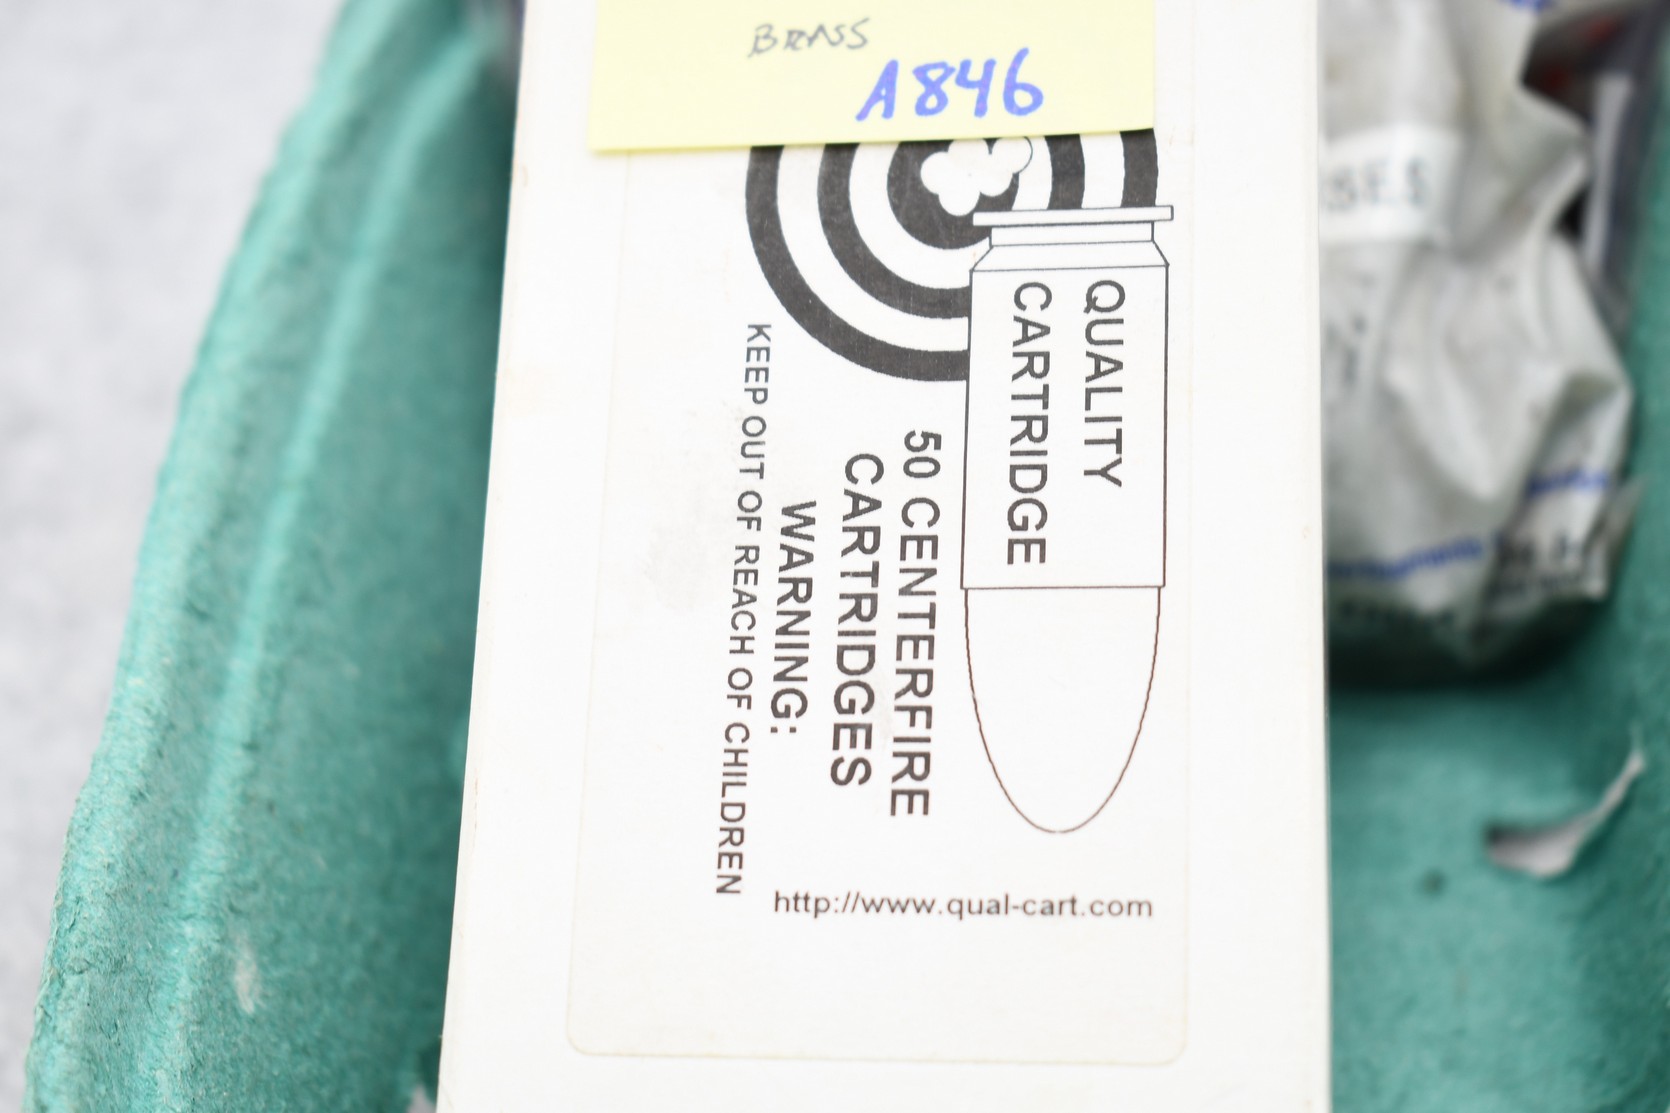 BRASS
A846
QUALITY
CARTRIDGE
50 CENTERFIRE
CARTRIDGES
WARNING:
KEEP OUT OF REACH OF CHILDREN
http://www.qual-cart.com